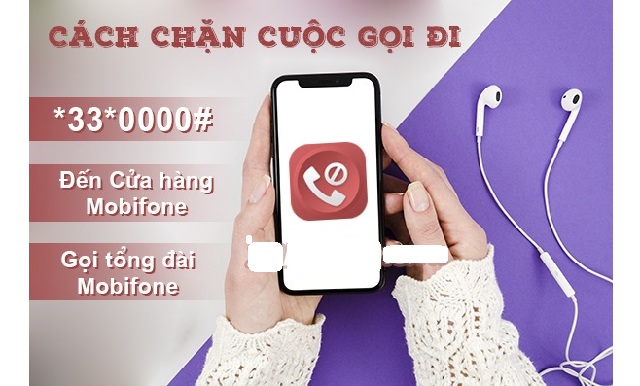 CÁCH CHẶN CUỘC GỌI ĐI
*33*0000#
Đến Cửa hàng
Mobifone
Gọi tổng đài
Mobifone